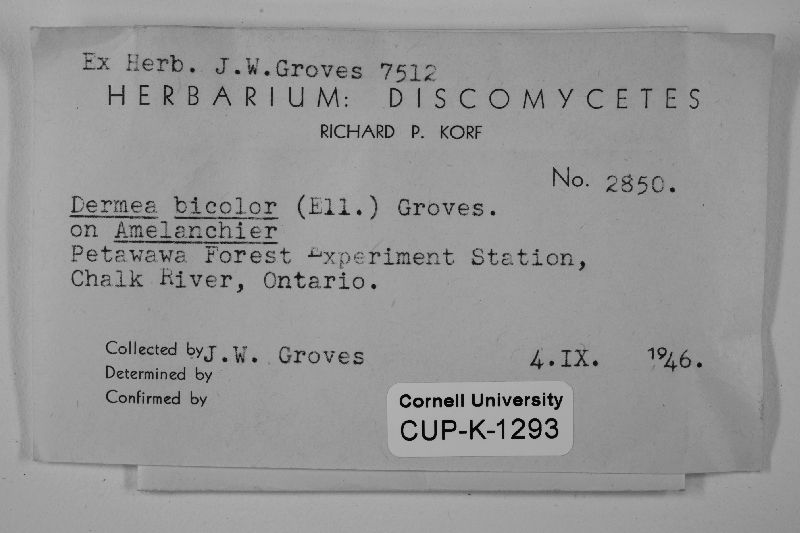 Ex Herb. J.W.Groves 7512
HERBARIUM: DISCOMYCETES
RICHARD P. KORF
No. 2850.
Dermea bicolor (Ell.) Groves.
on Amelanchier
Petawawa Forest Experiment Station,
Chalk River, Ontario.
Collected by J.W. Groves 4.IX. 1946.
Determined by
Confirmed by
Cornell University
CUP-K-1293